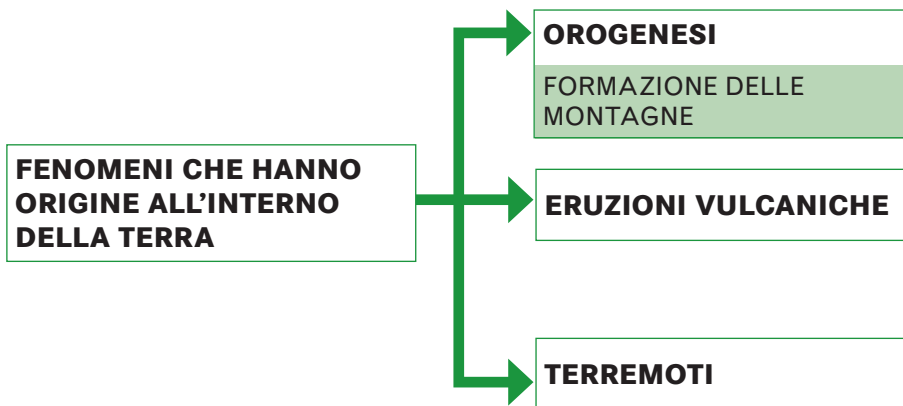 OROGENESI
FORMAZIONE DELLE
MONTAGNE
FENOMENI CHE HANNO
ORIGINE ALL’INTERNO
DELLA TERRA
ERUZIONI VULCANICHE
TERREMOTI